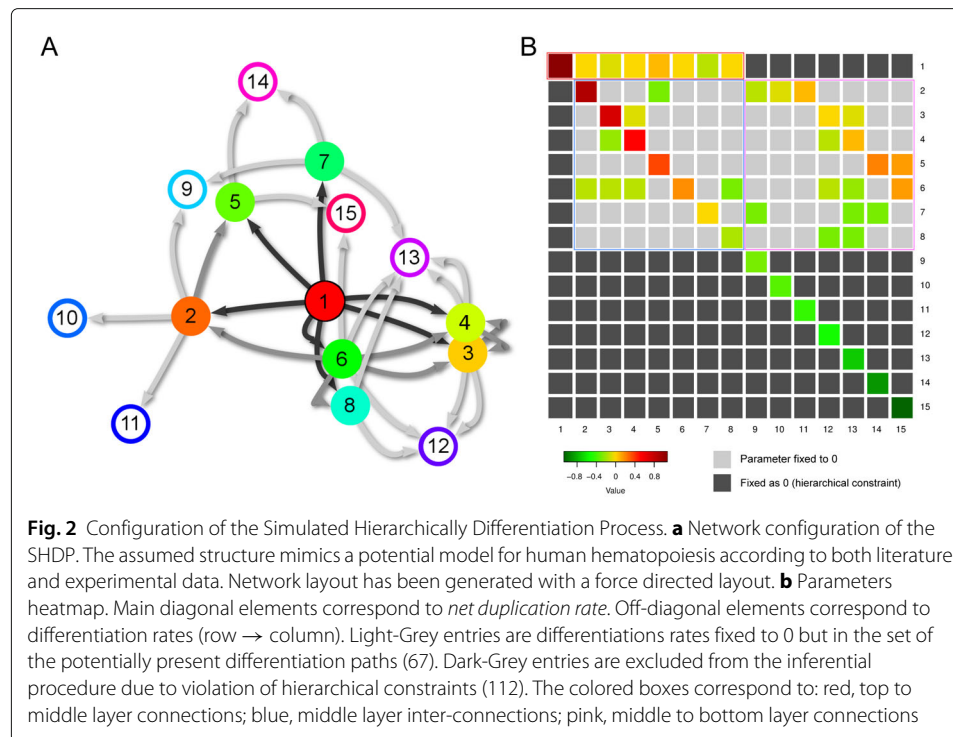 A
14
7
9
5
15
13
1
4
10
2
3
6
8
11
12
B
1
2
3
4
5
6
7
8
9
10
11
12
13
14
15
1 2 3 4 5 6 7 8 9 10 11 12 13 14 15
−0.8 −0.4 0 0.4 0.8
Value
Parameter fixed to 0
Fixed as 0 (hierarchical constraint)
Fig. 2 Configuration of the Simulated Hierarchically Differentiation Process. a Network configuration of the
SHDP. The assumed structure mimics a potential model for human hematopoiesis according to both literature
and experimental data. Network layout has been generated with a force directed layout. b Parameters
heatmap. Main diagonal elements correspond to net duplication rate. Off-diagonal elements correspond to
differentiation rates (row → column). Light-Grey entries are differentiations rates fixed to 0 but in the set of
the potentially present differentiation paths (67). Dark-Grey entries are excluded from the inferential
procedure due to violation of hierarchical constraints (112). The colored boxes correspond to: red, top to
middle layer connections; blue, middle layer inter-connections; pink, middle to bottom layer connections